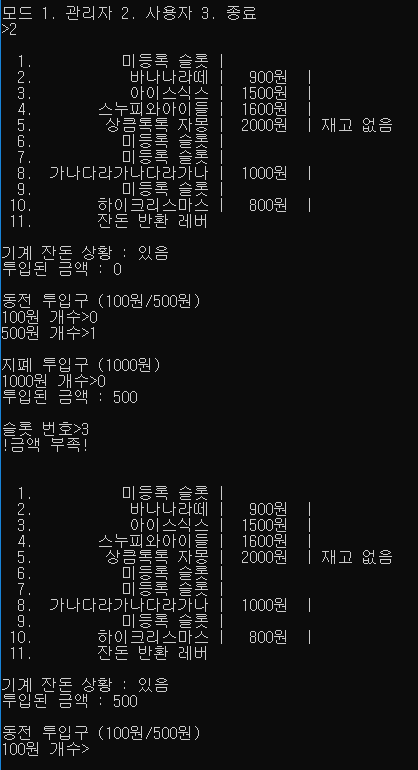 모드 1. 관리자 2. 사용자 3. 종료
>2
1. 미등록 슬롯 |
2. 바나나라떼 | 900원 |
3. 아이스식스 | 1500원 |
4. 스누피와아이들 | 1600원 |
5. 상큼톡톡 자몽 | 2000원 | 재고 없음
6. 미등록 슬롯 |
7. 미등록 슬롯 |
8. 가나다라가나다라가나 | 1000원 |
9. 미등록 슬롯 |
10. 하이크리스마스 | 800원 |
11. 잔돈 반환 레버
기계 잔돈 상황 : 있음
투입된 금액 : 0
동전 투입구 (100원/500원)
100원 개수>0
500원 개수>1
지폐 투입구 (1000원)
1000원 개수>0
투입된 금액 : 500
슬롯 번호>3
!금액 부족!
1. 미등록 슬롯 |
2. 바나나라떼 | 900원 |
3. 아이스식스 | 1500원 |
4. 스누피와아이들 | 1600원 |
5. 상큼톡톡 자몽 | 2000원 | 재고 없음
6. 미등록 슬롯 |
7. 미등록 슬롯 |
8. 가나다라가나다라가나 | 1000원 |
9. 미등록 슬롯 |
10. 하이크리스마스 | 800원 |
11. 잔돈 반환 레버
기계 잔돈 상황 : 있음
투입된 금액 : 500
동전 투입구 (100원/500원)
100원 개수>